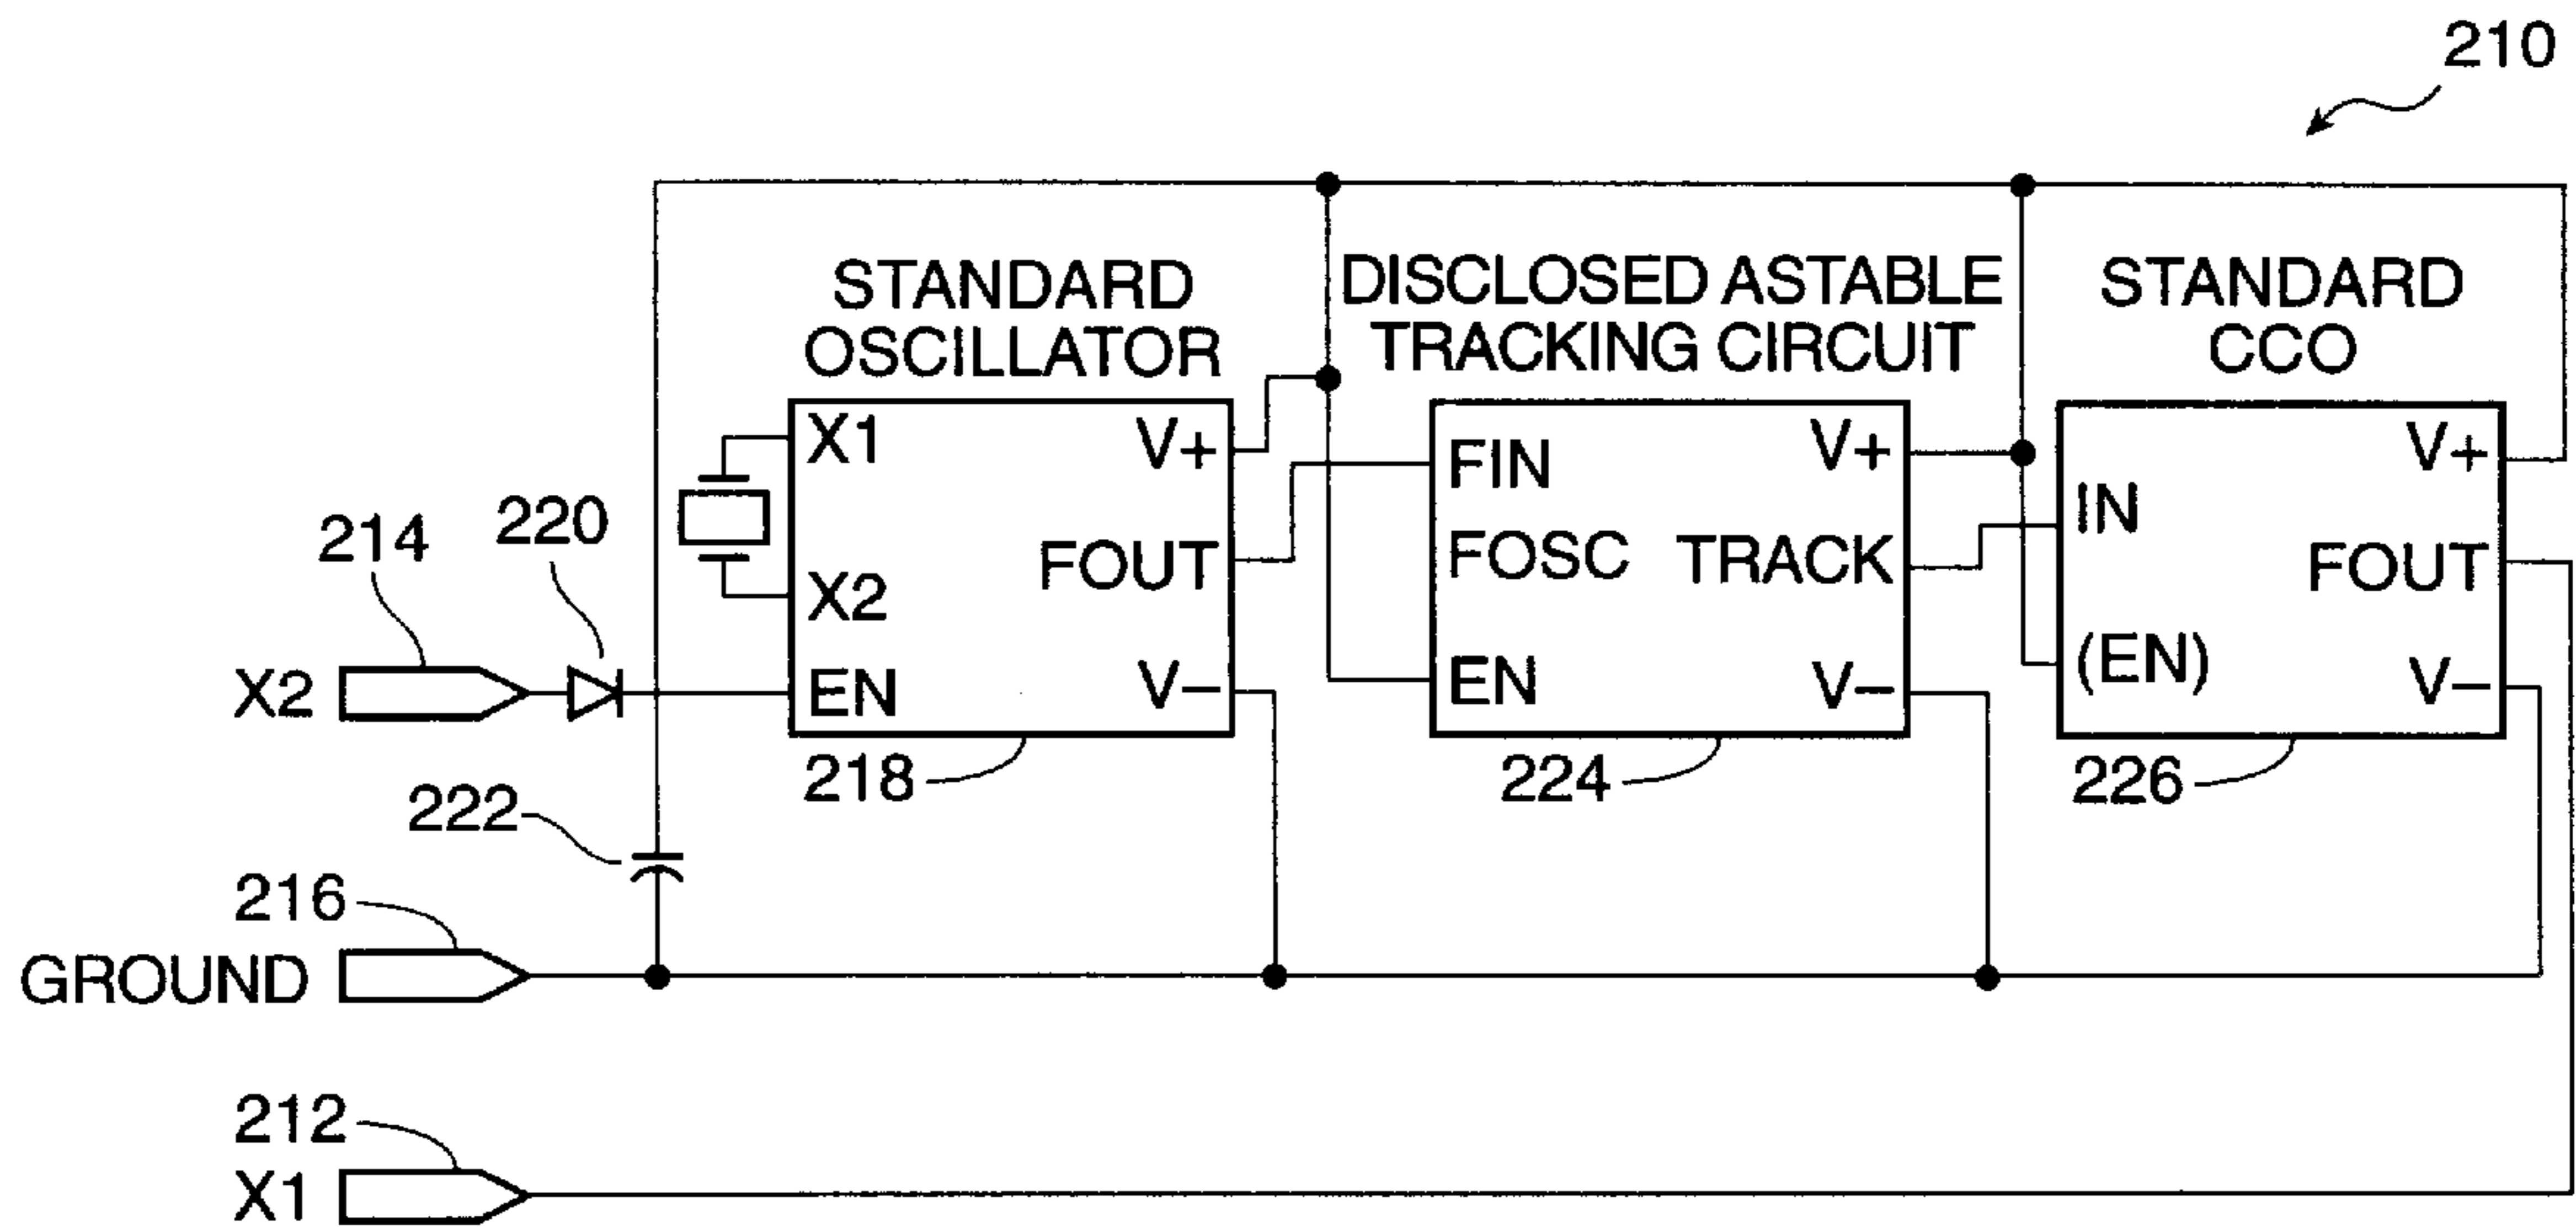 210
STANDARD
OSCILLATOR
DISCLOSED ASTABLE
TRACKING CIRCUIT
STANDARD
CCO
X1
V+
FOUT
X2
EN
V−
218
FIN
V+
FOSC
TRACK
EN
V−
224
IN
V+
FOUT
(EN)
V−
226
214
220
X2
222
216
GROUND
212
X1